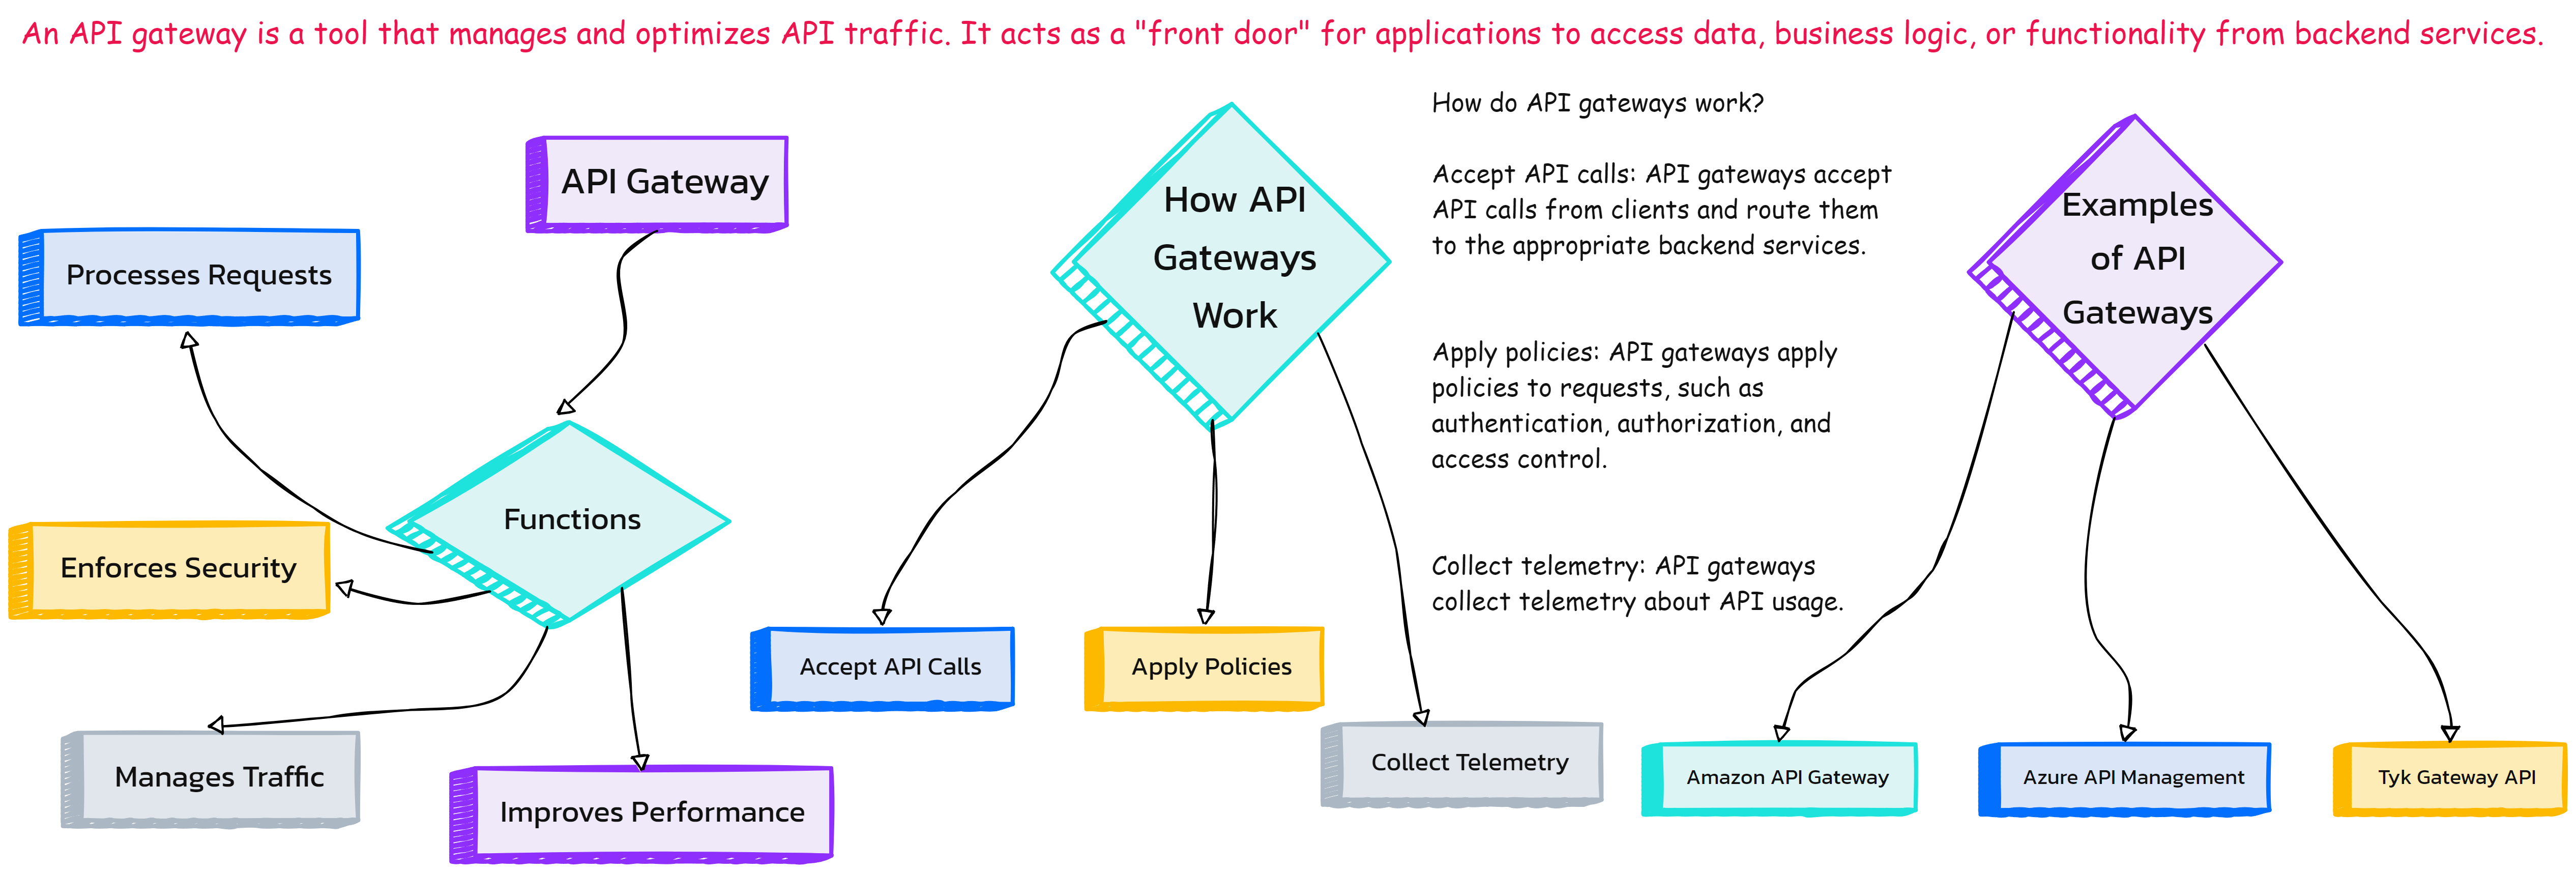 An API gateway is a tool that manages and optimizes API traffic. It acts as a "front door" for applications to access data, business logic, or functionality from backend services.
API Gateway
Processes Requests
Functions
Enforces Security
Manages Traffic
Improves Performance
How API
Gateways
Work
Accept API Calls
Apply Policies
Collect Telemetry
How do API gateways work?
Accept API calls: API gateways accept
API calls from clients and route them
to the appropriate backend services.
Apply policies: API gateways apply
policies to requests, such as
authentication, authorization, and
access control.
Collect telemetry: API gateways
collect telemetry about API usage.
Examples
of API
Gateways
Amazon API Gateway
Azure API Management
Tyk Gateway API